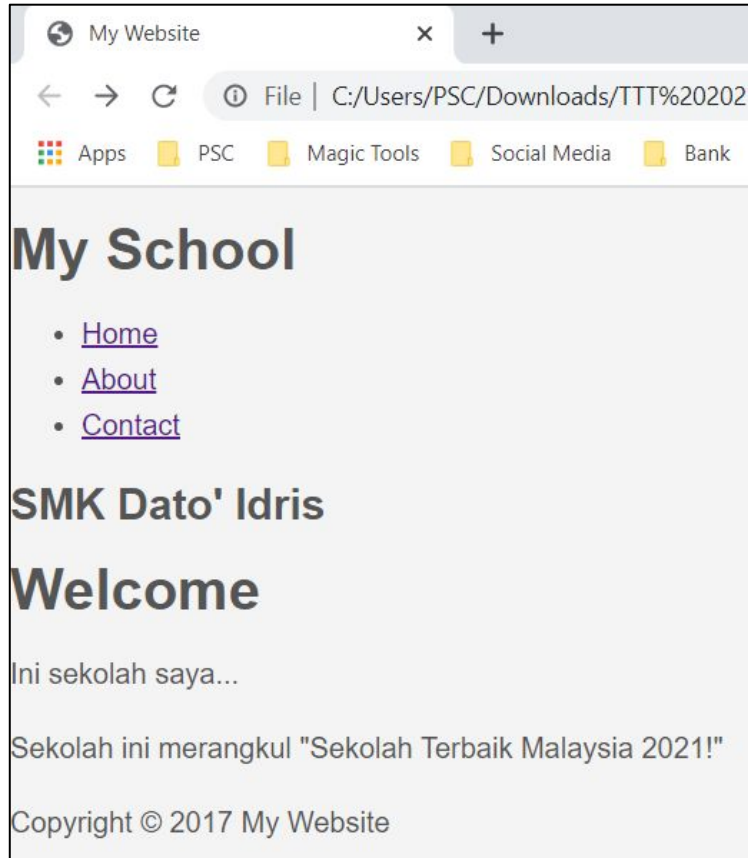 My Website
File | C:/Users/PSC/Downloads/TTT%20202
Apps PSC Magic Tools Social Media Bank
My School
Home
About
Contact
SMK Dato' Idris
Welcome
Ini sekolah saya...
Sekolah ini merangkul "Sekolah Terbaik Malaysia 2021!"
Copyright © 2017 My Website